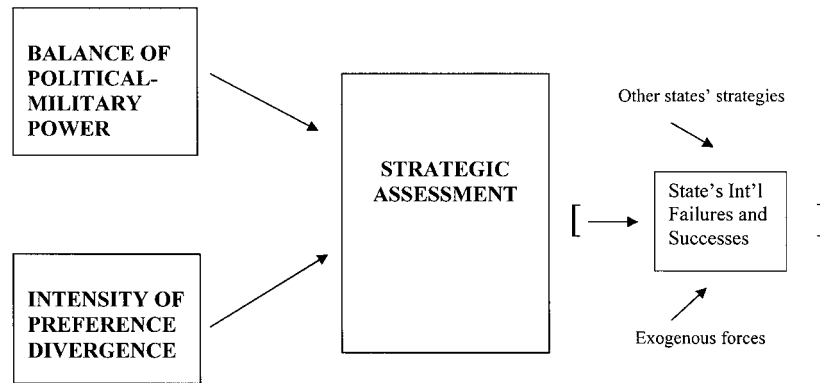 BALANCE OF
POLITICAL-
MILITARY
POWER
INTENSITY OF
PREFERENCE
DIVERGENCE
STRATEGIC
ASSESSMENT
[
Other states' strategies
State's Int'l
Failures and
Successes
Exogenous forces
]